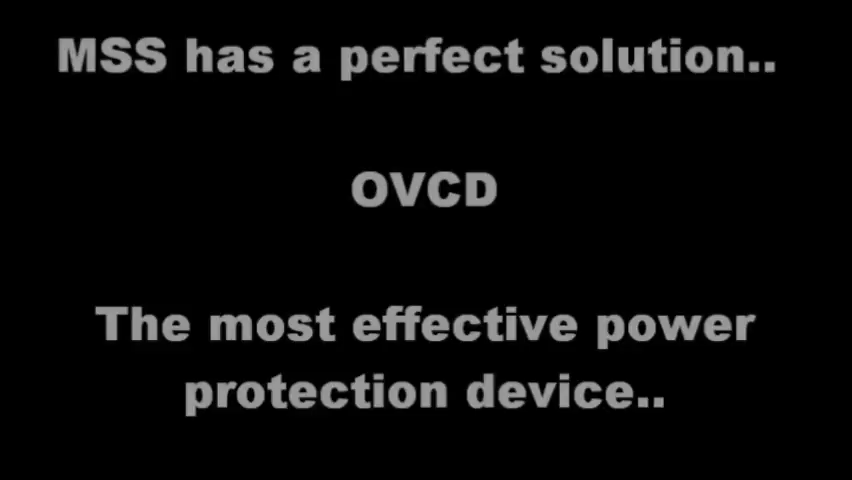 MSS has a perfect solution..
OVCD
The most effective power
protection device..